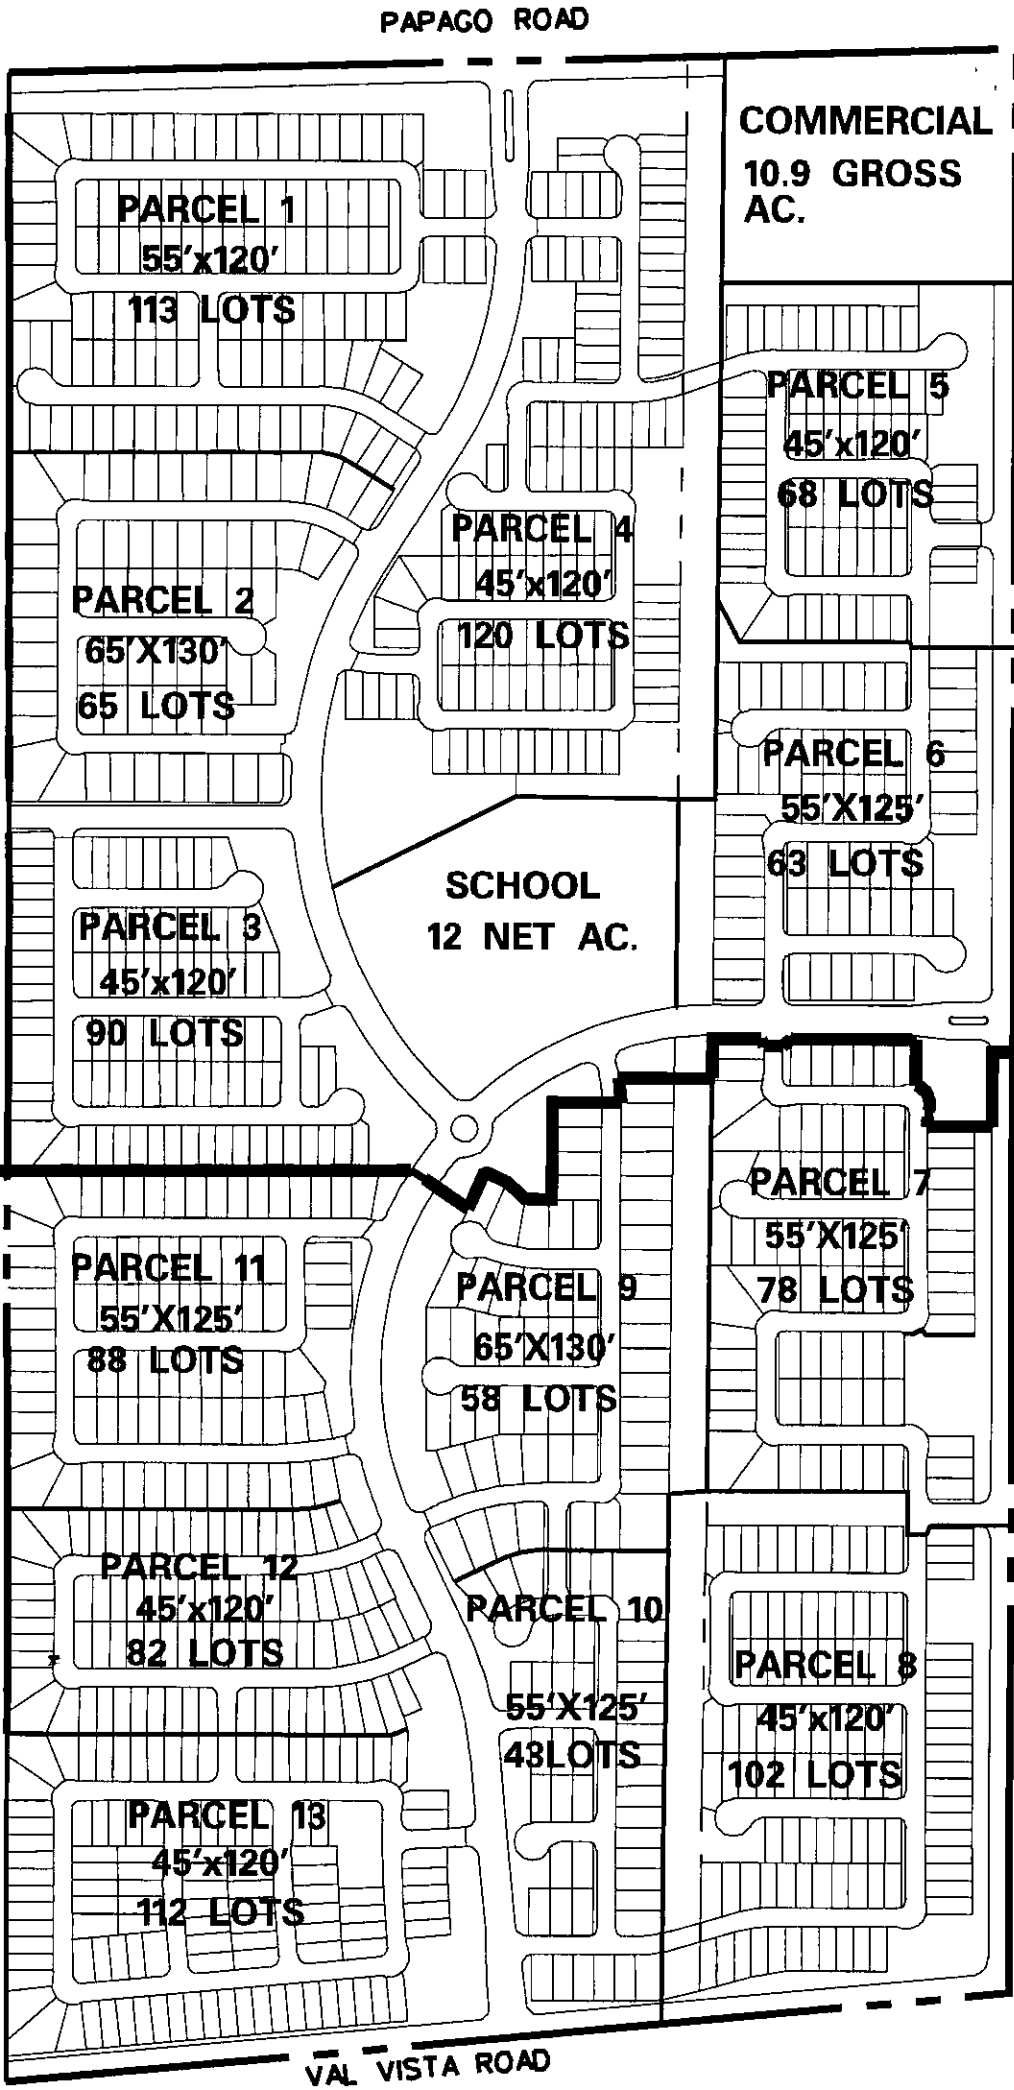 PAPAGO ROAD
COMMERCIAL
10.9 GROSS
AC.
PARCEL 1
55'x120'
113 LOTS
PARCEL 5
45'x120'
68 LOTS
PARCEL 4
45'x120'
120 LOTS
PARCEL 2
65'X130'
65 LOTS
PARCEL 6
55'X125'
63 LOTS
SCHOOL
12 NET AC.
PARCEL 3
45'x120'
90 LOTS
PARCEL 7
55'X125'
78 LOTS
PARCEL 11
55'X125'
88 LOTS
PARCEL 9
65'X130'
58 LOTS
PARCEL 12
45'x120'
82 LOTS
PARCEL 10
55'X125'
43LOTS
PARCEL 8
45'x120'
102 LOTS
PARCEL 13
45'x120'
112 LOTS
VAL VISTA ROAD